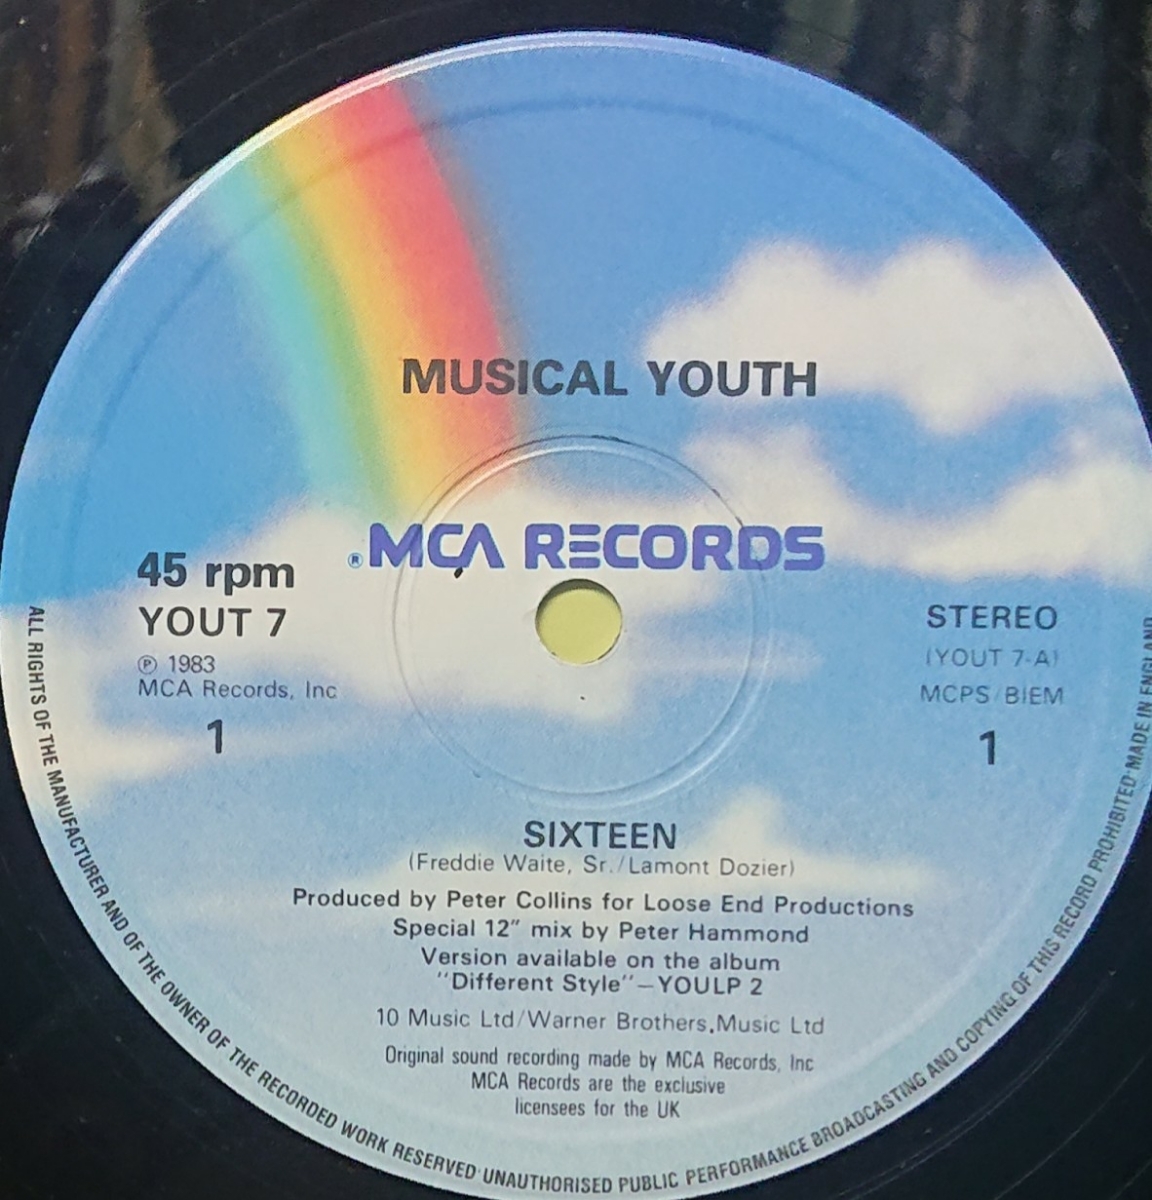 MUSICAL YOUTH
® MCA RECORDS
45 rpm
YOUT 7
℗ 1983
MCA Records, Inc
1
STEREO
(YOUT 7-A)
MCPS/BIEM
1
SIXTEEN
(Freddie Waite, Sr./Lamont Dozier)
Produced by Peter Collins for Loose End Productions
Special 12" mix by Peter Hammond
Version available on the album
"Different Style"–YOULP 2
10 Music Ltd/Warner Brothers.Music Ltd
Original sound recording made by MCA Records, Inc
MCA Records are the exclusive
licensees for the UK
ALL RIGHTS OF THE MANUFACTURER AND OF THE OWNER OF THE RECORDED WORK RESERVED·UNAUTHORISED PUBLIC PERFORMANCE BROADCASTING AND COPYING OF THIS RECORD PROHIBITED·MADE IN ENGLAND